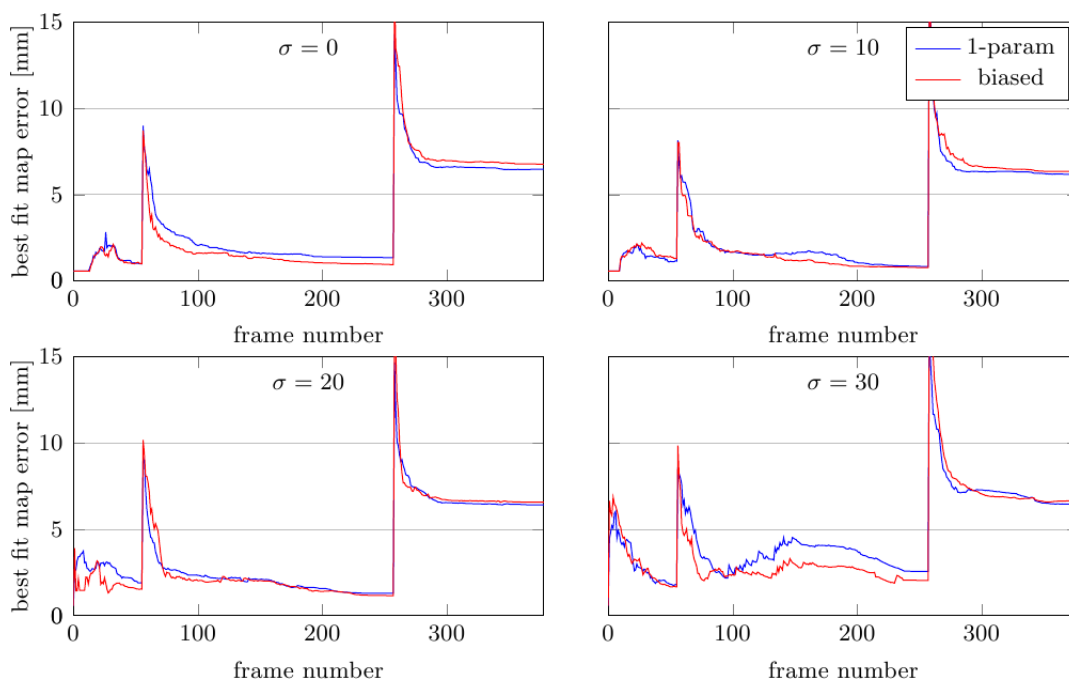 15
10
5
0
best fit map error [mm]
σ = 0
0
100
200
300
frame number
σ = 10
1-param
biased
0
100
200
300
frame number
15
10
5
0
best fit map error [mm]
σ = 20
0
100
200
300
frame number
σ = 30
0
100
200
300
frame number